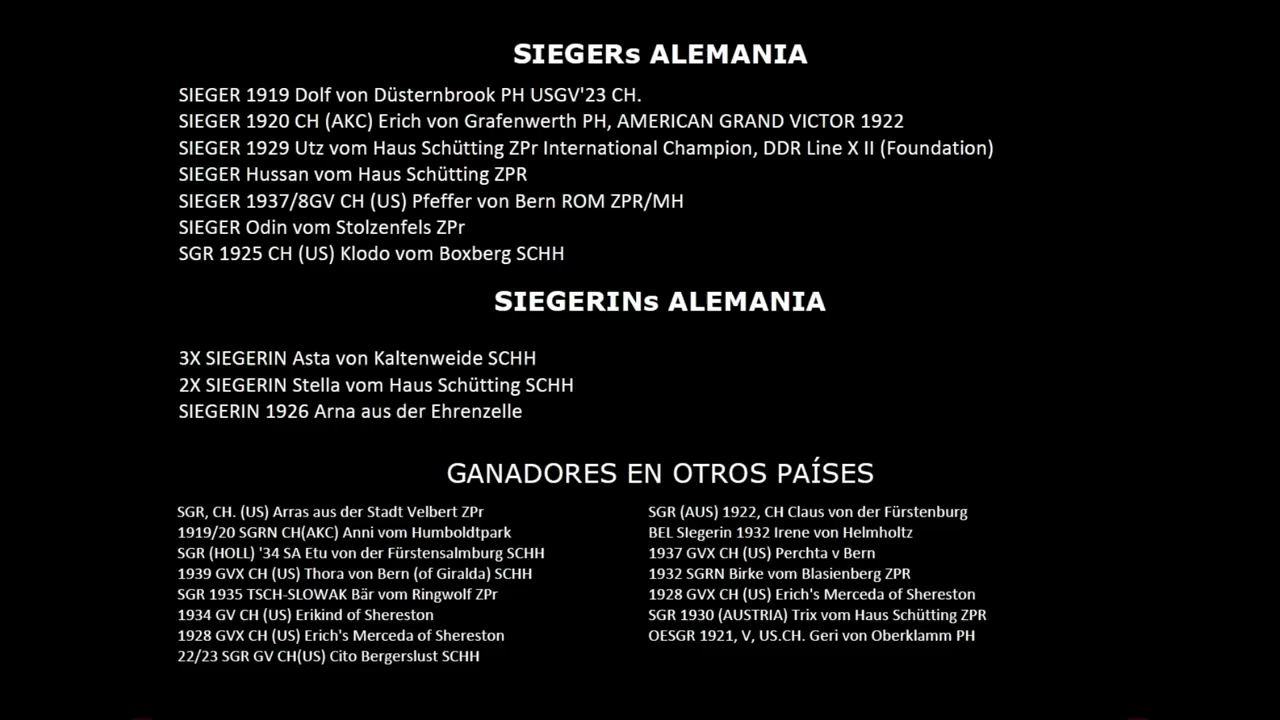 SIEGERs ALEMANIA
SIEGER 1919 Dolf von Düsternbrook PH USGV'23 CH.
SIEGER 1920 CH (AKC) Erich von Grafenwerth PH, AMERICAN GRAND VICTOR 1922
SIEGER 1929 Utz vom Haus Schütting ZPr International Champion, DDR Line X II (Foundation)
SIEGER Hussan vom Haus Schütting ZPR
SIEGER 1937/8GV CH (US) Pfeffer von Bern ROM ZPR/MH
SIEGER Odin vom Stolzenfels ZPr
SGR 1925 CH (US) Klodo vom Boxberg SCHH
SIEGERINs ALEMANIA
3X SIEGERIN Asta von Kaltenweide SCHH
2X SIEGERIN Stella vom Haus Schütting SCHH
SIEGERIN 1926 Arna aus der Ehrenzelle
GANADORES EN OTROS PAÍSES
SGR, CH. (US) Arras aus der Stadt Velbert ZPr
1919/20 SGRN CH(AKC) Anni vom Humboldtpark
SGR (HOLL) '34 SA Etu von der Fürstensalmburg SCHH
1939 GVX CH (US) Thora von Bern (of Giralda) SCHH
SGR 1935 TSCH-SLOWAK Bär vom Ringwolf ZPr
1934 GV CH (US) Erikind of Shereston
1928 GVX CH (US) Erich's Merceda of Shereston
22/23 SGR GV CH(US) Cito Bergerslust SCHH
SGR (AUS) 1922, CH Claus von der Fürstenburg
BEL SIegerin 1932 Irene von Helmholtz
1937 GVX CH (US) Perchta v Bern
1932 SGRN Birke vom Blasienberg ZPR
1928 GVX CH (US) Erich's Merceda of Shereston
SGR 1930 (AUSTRIA) Trix vom Haus Schütting ZPR
OESGR 1921, V, US.CH. Geri von Oberklamm PH